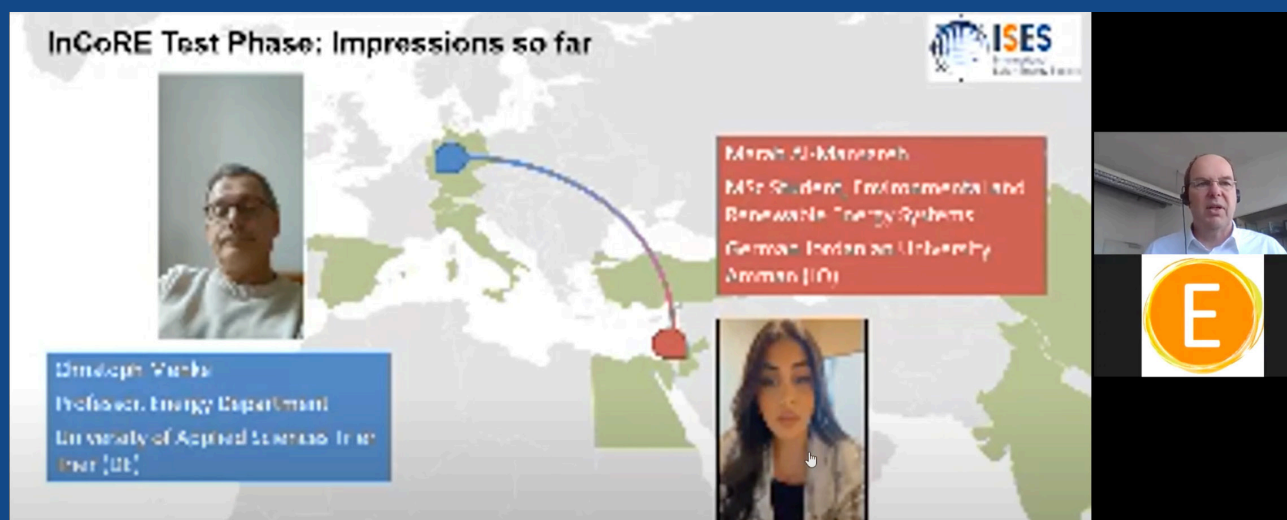 InCoRE Test Phase: Impressions so far
ISES
Marah
MSc Student, Environmental and
Renewable Energy Systems
German Jordanian University
Amman (JO)
Christoph Menke
Professor, Energy Department
University of Applied Sciences Trier
Trier (DE)
E